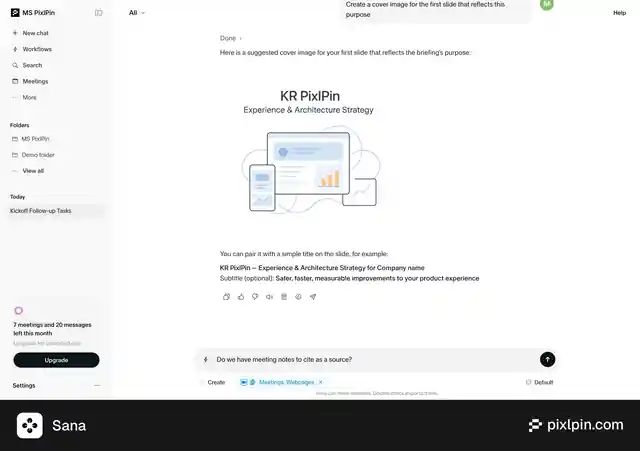 MS PixlPin
All
Create a cover image for the first slide that reflects this
purpose
M
Help
New chat
Workflows
Search
Meetings
More
Folders
MS PixlPin
Demo folder
View all
Today
Kickoff Follow-up Tasks
Done
Here is a suggested cover image for your first slide that reflects the briefing's purpose:
KR PixlPin
Experience & Architecture Strategy
You can pair it with a simple title on the slide, for example:
KR PixlPin – Experience & Architecture Strategy for Company name
Subtitle (optional): Safer, faster, measurable improvements to your product experience
7 meetings and 20 messages
left this month
Upgrade for unlimited use
Upgrade
Settings
Do we have meeting notes to cite as a source?
Create
Meetings, Webpages
Default
Sana
pixlpin.com